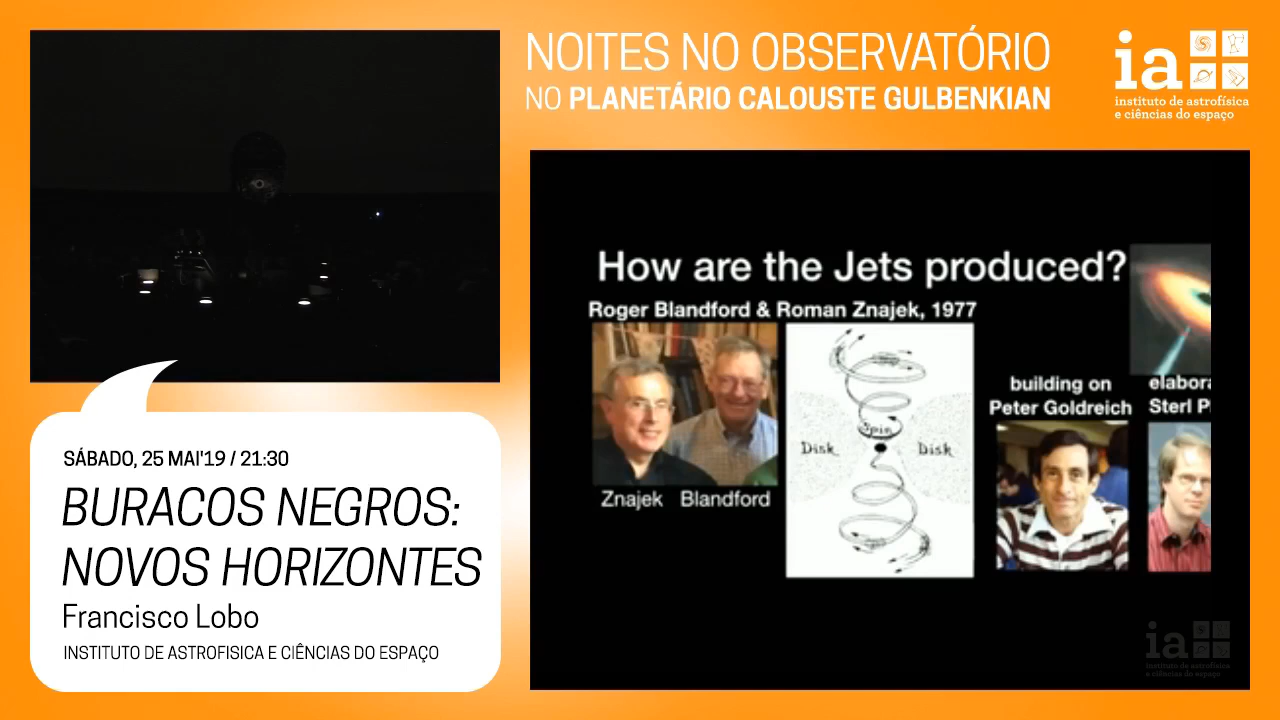 NOITES NO OBSERVATÓRIO
NO PLANETÁRIO CALOUSTE GULBENKIAN
ia
instituto de astrofísica
e ciências do espaço
How are the Jets produced?
Roger Blandford & Roman Znajek, 1977
building on
Peter Goldreich
elabora
Sterl P
Spin
Disk
Disk
Znajek
Blandford
SÁBADO, 25 MAI'19 / 21:30
BURACOS NEGROS:
NOVOS HORIZONTES
Francisco Lobo
INSTITUTO DE ASTROFISICA E CIÊNCIAS DO ESPAÇO
ia
instituto de astrofísica
e ciências do espaço